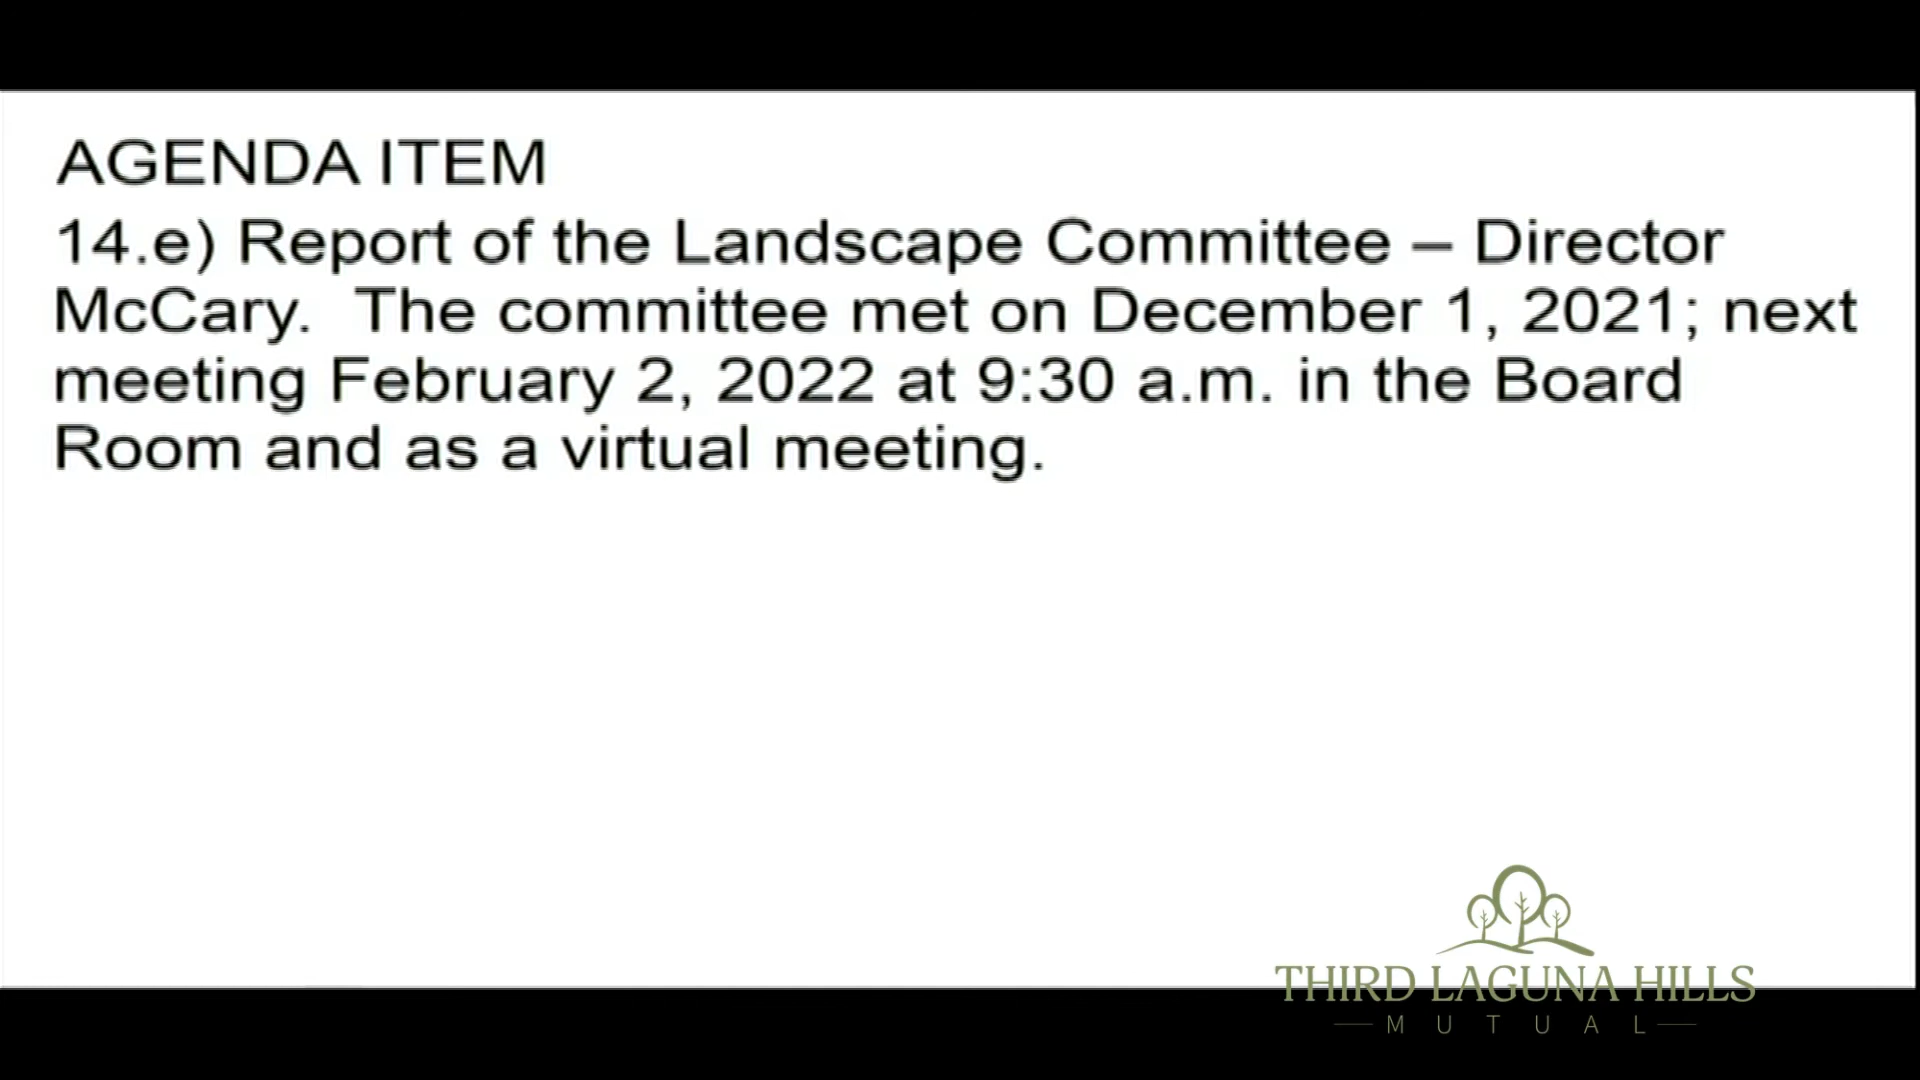 AGENDA ITEM
14.e) Report of the Landscape Committee – Director
McCary.  The committee met on December 1, 2021; next
meeting February 2, 2022 at 9:30 a.m. in the Board
Room and as a virtual meeting.
THIRD LAGUNA HILLS
MUTUAL